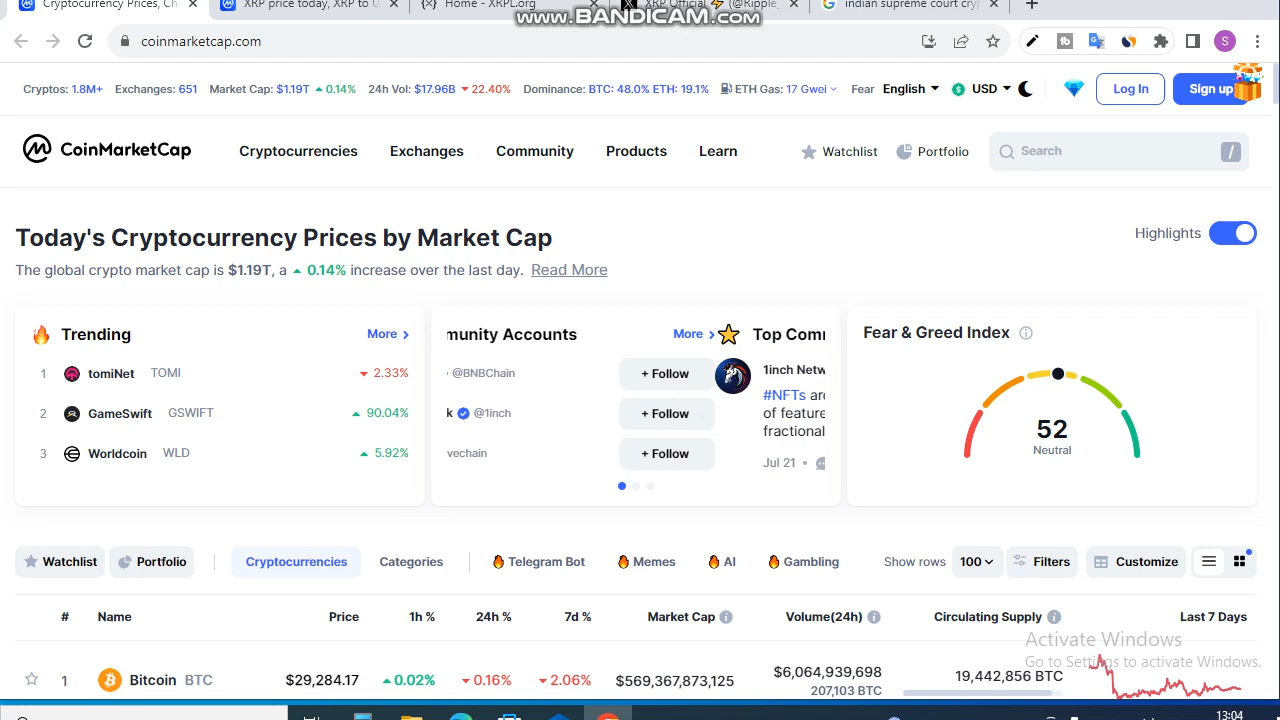 Cryptocurrency Prices, Ch
XRP price today, XRP to U
Home - XRPL.org
XRP Official ⚡ (@Ripple_
indian supreme court cryp
www.BANDICAM.com
coinmarketcap.com
S
Cryptos: 1.8M+ Exchanges: 651 Market Cap: $1.19T 0.14% 24h Vol: $17.96B 22.40% Dominance: BTC: 48.0% ETH: 19.1% ETH Gas: 17 Gwei Fear English USD Log In Sign up
CoinMarketCap Cryptocurrencies Exchanges Community Products Learn Watchlist Portfolio Search /
Today's Cryptocurrency Prices by Market Cap
Highlights
The global crypto market cap is $1.19T, a 0.14% increase over the last day. Read More
Trending More >
1 tomiNet TOMI 2.33%
2 GameSwift GSWIFT 90.04%
3 Worldcoin WLD 5.92%
munity Accounts More >
@BNBChain + Follow
k @1inch + Follow
vechain + Follow
Top Comm
1inch Netw
#NFTs are
of feature
fractional
Jul 21 •
Fear & Greed Index
52
Neutral
Watchlist Portfolio Cryptocurrencies Categories Telegram Bot Memes AI Gambling Show rows 100 Filters Customize
# Name Price 1h % 24h % 7d % Market Cap Volume(24h) Circulating Supply Last 7 Days
1 Bitcoin BTC $29,284.17 0.02% 0.16% 2.06% $569,367,873,125 $6,064,939,698 19,442,856 BTC
207,103 BTC
Activate Windows
Go to Settings to activate Windows.
13:04